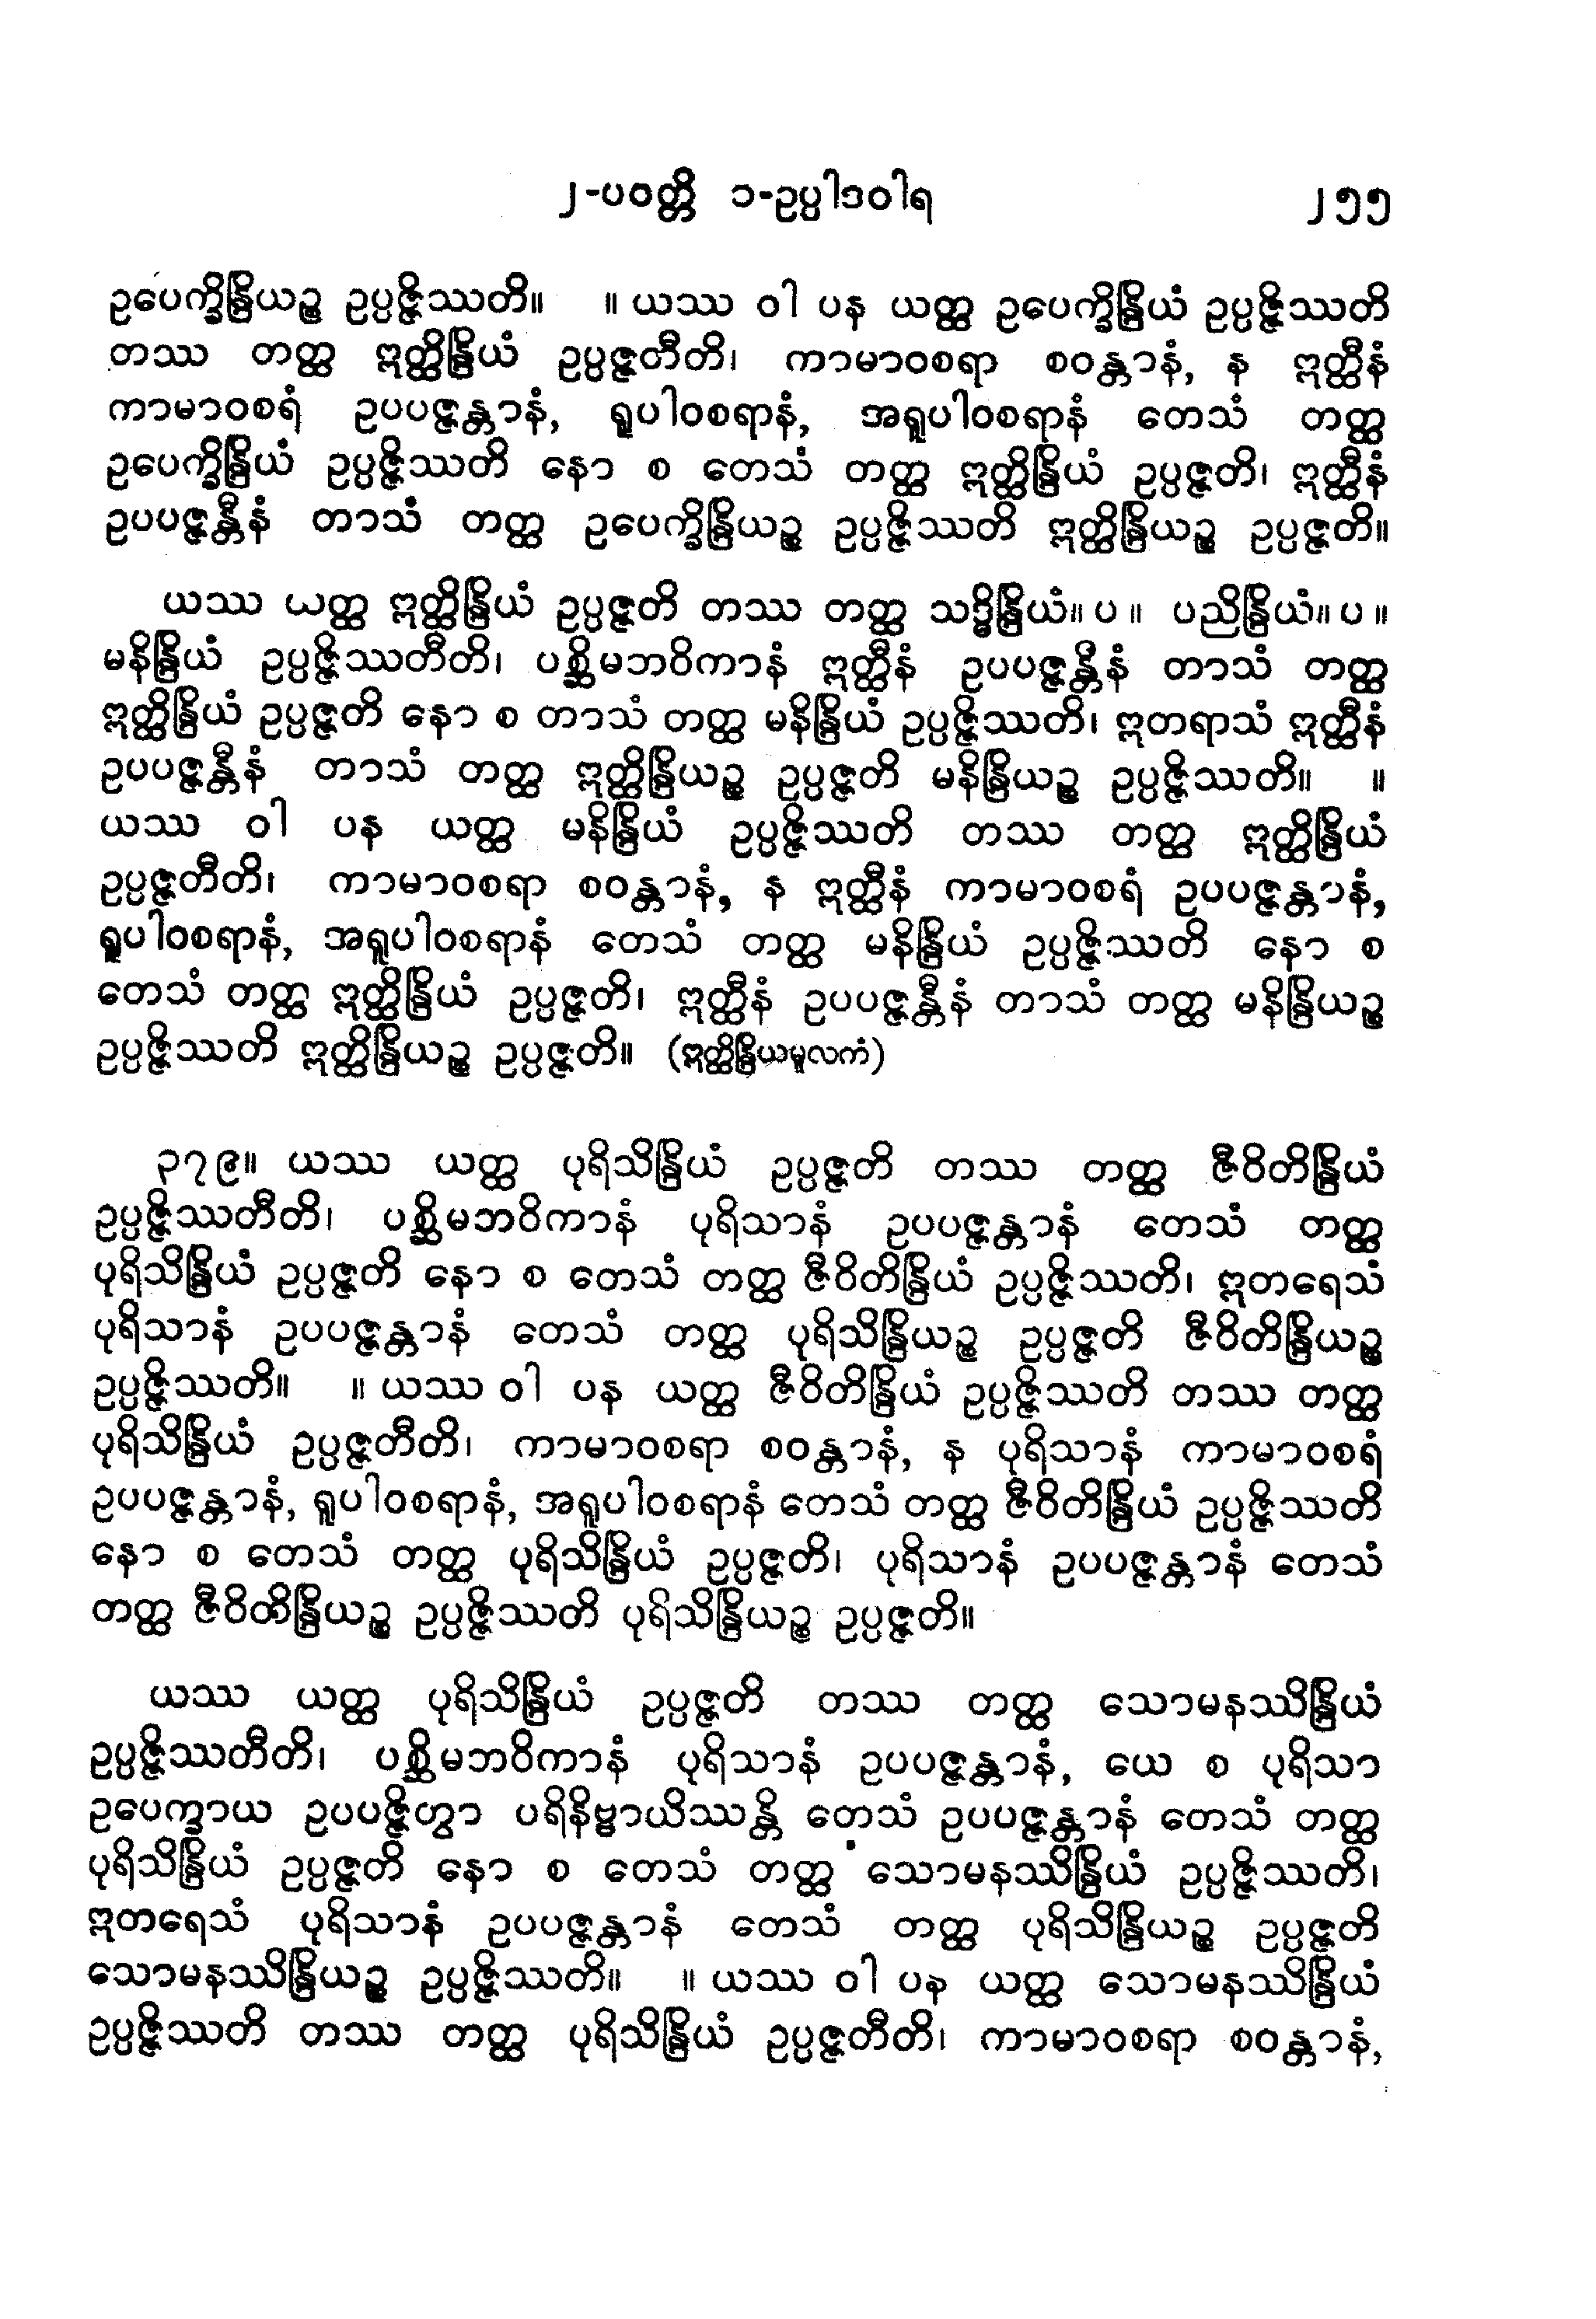 ၂-ပဝတ္တိ ၁-ဥပ္ပါဒဝါရ ၂၅၅
ဥပေက္ခိန္ဒြိယဉ္စ ဥပ္ပဇ္ဇိဿတိ။ ။ ယဿ ဝါ ပန ယတ္ထ ဥပေက္ခိန္ဒြိယံ ဥပ္ပဇ္ဇိဿတိ
တဿ တတ္ထ ဣတ္ထိန္ဒြိယံ ဥပ္ပဇ္ဇတီတိ၊ ကာမာဝစရာ စဝန္တာနံ, န ဣတ္ထီနံ
ကာမာဝစရံ ဥပပဇ္ဇန္တာနံ, ရူပါဝစရာနံ, အရူပါဝစရာနံ တေသံ တတ္ထ
ဥပေက္ခိန္ဒြိယံ ဥပ္ပဇ္ဇိဿတိ နော စ တေသံ တတ္ထ ဣတ္ထိန္ဒြိယံ ဥပ္ပဇ္ဇတိ၊ ဣတ္ထီနံ
ဥပပဇ္ဇန္တီနံ တာသံ တတ္ထ ဥပေက္ခိန္ဒြိယဉ္စ ဥပ္ပဇ္ဇိဿတိ ဣတ္ထိန္ဒြိယဉ္စ ဥပ္ပဇ္ဇတိ။
ယဿ ယတ္ထ ဣတ္ထိန္ဒြိယံ ဥပ္ပဇ္ဇတိ တဿ တတ္ထ သဒ္ဓိန္ဒြိယံ။ ပ ။ ပညိန္ဒြိယံ။ ပ ။
မနိန္ဒြိယံ ဥပ္ပဇ္ဇိဿတီတိ၊ ပစ္ဆိမဘဝိကာနံ ဣတ္ထီနံ ဥပပဇ္ဇန္တီနံ တာသံ တတ္ထ
ဣတ္ထိန္ဒြိယံ ဥပ္ပဇ္ဇတိ နော စ တာသံ တတ္ထ မနိန္ဒြိယံ ဥပ္ပဇ္ဇိဿတိ၊ ဣတရာသံ ဣတ္ထီနံ
ဥပပဇ္ဇန္တီနံ တာသံ တတ္ထ ဣတ္ထိန္ဒြိယဉ္စ ဥပ္ပဇ္ဇတိ မနိန္ဒြိယဉ္စ ဥပ္ပဇ္ဇိဿတိ။ ။
ယဿ ဝါ ပန ယတ္ထ မနိန္ဒြိယံ ဥပ္ပဇ္ဇိဿတိ တဿ တတ္ထ ဣတ္ထိန္ဒြိယံ
ဥပ္ပဇ္ဇတီတိ၊ ကာမာဝစရာ စဝန္တာနံ, န ဣတ္ထီနံ ကာမာဝစရံ ဥပပဇ္ဇန္တာနံ,
ရူပါဝစရာနံ, အရူပါဝစရာနံ တေသံ တတ္ထ မနိန္ဒြိယံ ဥပ္ပဇ္ဇိဿတိ နော စ
တေသံ တတ္ထ ဣတ္ထိန္ဒြိယံ ဥပ္ပဇ္ဇတိ၊ ဣတ္ထီနံ ဥပပဇ္ဇန္တီနံ တာသံ တတ္ထ မနိန္ဒြိယဉ္စ
ဥပ္ပဇ္ဇိဿတိ ဣတ္ထိန္ဒြိယဉ္စ ဥပ္ပဇ္ဇတိ။ (ဣတ္ထိန္ဒြိယမူလကံ)
၃၇၉။ ယဿ ယတ္ထ ပုရိသိန္ဒြိယံ ဥပ္ပဇ္ဇတိ တဿ တတ္ထ ဇီဝိတိန္ဒြိယံ
ဥပ္ပဇ္ဇိဿတီတိ၊ ပစ္ဆိမဘဝိကာနံ ပုရိသာနံ ဥပပဇ္ဇန္တာနံ တေသံ တတ္ထ
ပုရိသိန္ဒြိယံ ဥပ္ပဇ္ဇတိ နော စ တေသံ တတ္ထ ဇီဝိတိန္ဒြိယံ ဥပ္ပဇ္ဇိဿတိ၊ ဣတရေသံ
ပုရိသာနံ ဥပပဇ္ဇန္တာနံ တေသံ တတ္ထ ပုရိသိန္ဒြိယဉ္စ ဥပ္ပဇ္ဇတိ ဇီဝိတိန္ဒြိယဉ္စ
ဥပ္ပဇ္ဇိဿတိ။ ။ ယဿ ဝါ ပန ယတ္ထ ဇီဝိတိန္ဒြိယံ ဥပ္ပဇ္ဇိဿတိ တဿ တတ္ထ
ပုရိသိန္ဒြိယံ ဥပ္ပဇ္ဇတီတိ၊ ကာမာဝစရာ စဝန္တာနံ, န ပုရိသာနံ ကာမာဝစရံ
ဥပပဇ္ဇန္တာနံ, ရူပါဝစရာနံ, အရူပါဝစရာနံ တေသံ တတ္ထ ဇီဝိတိန္ဒြိယံ ဥပ္ပဇ္ဇိဿတိ
နော စ တေသံ တတ္ထ ပုရိသိန္ဒြိယံ ဥပ္ပဇ္ဇတိ၊ ပုရိသာနံ ဥပပဇ္ဇန္တာနံ တေသံ
တတ္ထ ဇီဝိတိန္ဒြိယဉ္စ ဥပ္ပဇ္ဇိဿတိ ပုရိသိန္ဒြိယဉ္စ ဥပ္ပဇ္ဇတိ။
ယဿ ယတ္ထ ပုရိသိန္ဒြိယံ ဥပ္ပဇ္ဇတိ တဿ တတ္ထ သောမနဿိန္ဒြိယံ
ဥပ္ပဇ္ဇိဿတီတိ၊ ပစ္ဆိမဘဝိကာနံ ပုရိသာနံ ဥပပဇ္ဇန္တာနံ, ယေ စ ပုရိသာ
ဥပေက္ခာယ ဥပပဇ္ဇိတွာ ပရိနိဗ္ဗာယိဿန္တိ တေသံ ဥပပဇ္ဇန္တာနံ တေသံ တတ္ထ
ပုရိသိန္ဒြိယံ ဥပ္ပဇ္ဇတိ နော စ တေသံ တတ္ထ သောမနဿိန္ဒြိယံ ဥပ္ပဇ္ဇိဿတိ၊
ဣတရေသံ ပုရိသာနံ ဥပပဇ္ဇန္တာနံ တေသံ တတ္ထ ပုရိသိန္ဒြိယဉ္စ ဥပ္ပဇ္ဇတိ
သောမနဿိန္ဒြိယဉ္စ ဥပ္ပဇ္ဇိဿတိ။ ။ ယဿ ဝါ ပန ယတ္ထ သောမနဿိန္ဒြိယံ
ဥပ္ပဇ္ဇိဿတိ တဿ တတ္ထ ပုရိသိန္ဒြိယံ ဥပ္ပဇ္ဇတီတိ၊ ကာမာဝစရာ စဝန္တာနံ,